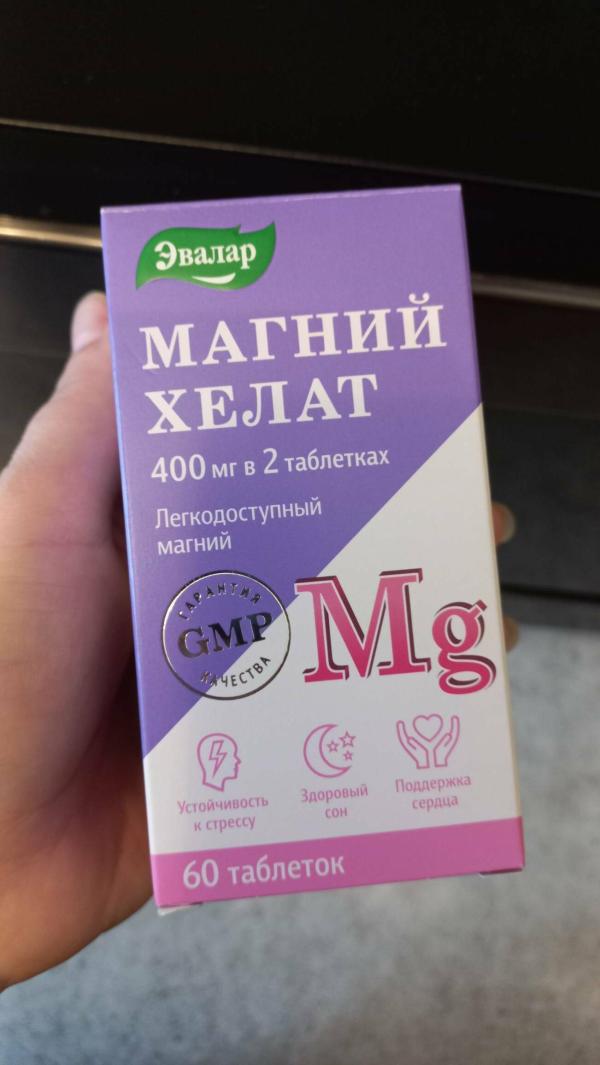 Эвалар
МАГНИЙ
ХЕЛАТ
400 мг в 2 таблетках
Легкодоступный
магний
ГАРАНТИЯ
GMP
КАЧЕСТВА
Mg
Устойчивость
к стрессу
Здоровый
сон
Поддержка
сердца
60 таблеток